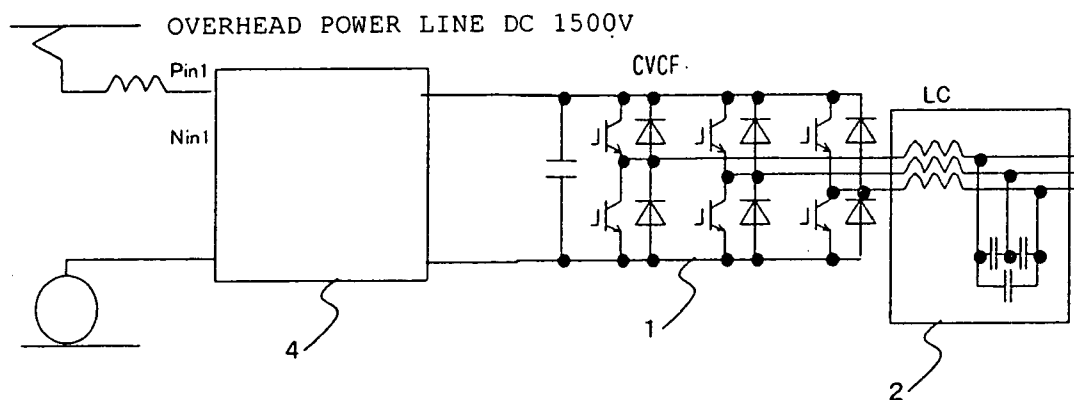 OVERHEAD POWER LINE DC 1500V
Pin1
CVCF
LC
Nin1
4
1
2